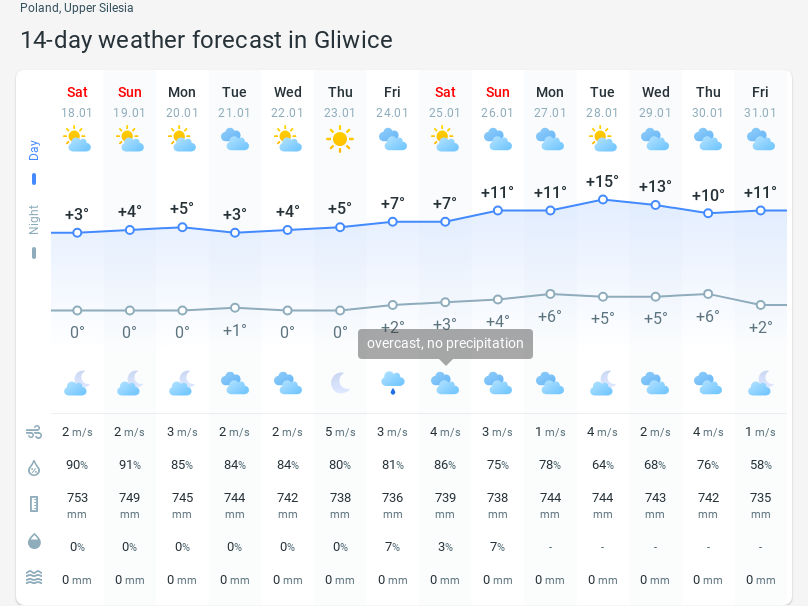 Poland, Upper Silesia
14-day weather forecast in Gliwice
Sat Sun Mon Tue Wed Thu Fri Sat Sun Mon Tue Wed Thu Fri
18.01 19.01 20.01 21.01 22.01 23.01 24.01 25.01 26.01 27.01 28.01 29.01 30.01 31.01
Day
+3° +4° +5° +3° +4° +5° +7° +7° +11° +11° +15° +13° +10° +11°
Night
0° 0° 0° +1° 0° 0° +2° +3° +4° +6° +5° +5° +6° +2°
overcast, no precipitation
2 m/s 2 m/s 3 m/s 2 m/s 2 m/s 5 m/s 3 m/s 4 m/s 3 m/s 1 m/s 4 m/s 2 m/s 4 m/s 1 m/s
90% 91% 85% 84% 84% 80% 81% 86% 75% 78% 64% 68% 76% 58%
753 749 745 744 742 738 736 739 738 744 744 743 742 735
mm mm mm mm mm mm mm mm mm mm mm mm mm mm
0% 0% 0% 0% 0% 0% 7% 3% 7% - - - - -
0 mm 0 mm 0 mm 0 mm 0 mm 0 mm 0 mm 0 mm 0 mm 0 mm 0 mm 0 mm 0 mm 0 mm